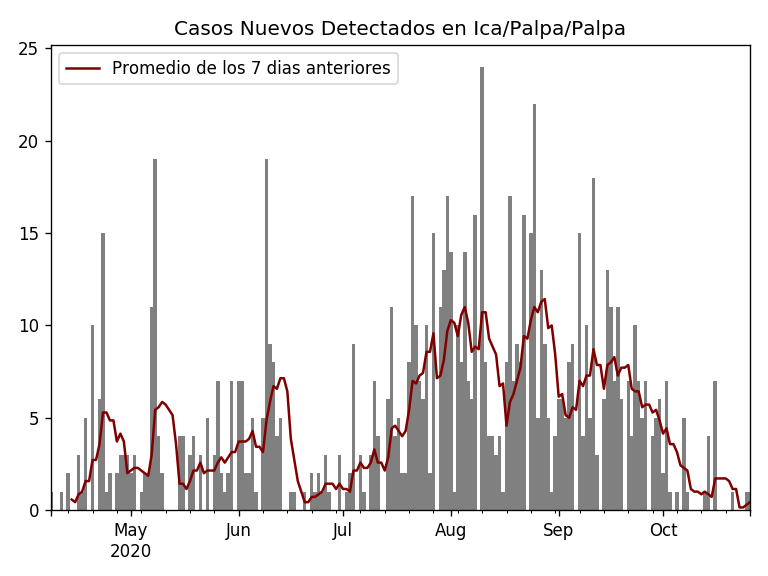 Casos Nuevos Detectados en Ica/Palpa/Palpa
Promedio de los 7 dias anteriores
25
20
15
10
5
0
May Jun Jul Aug Sep Oct
2020